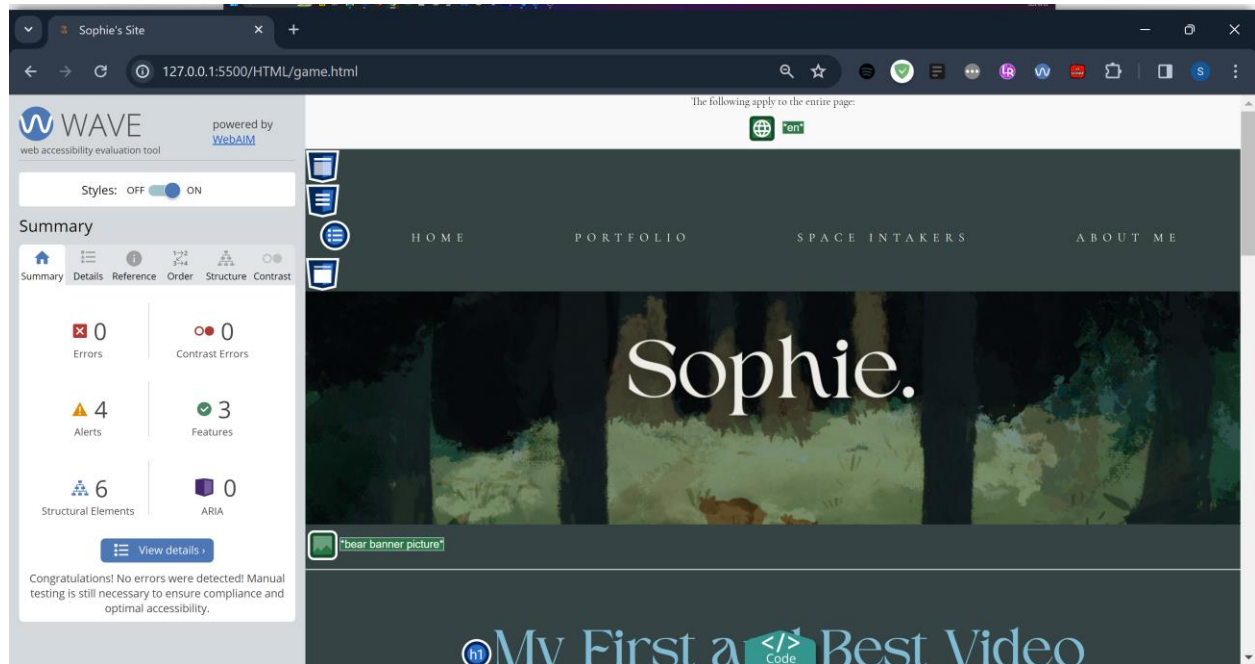 Sophie's Site
127.0.0.1:5500/HTML/game.html
WAVE
web accessibility evaluation tool
powered by
WebAIM
Styles: OFF ON
Summary
Summary Details Reference Order Structure Contrast
0
Errors
0
Contrast Errors
4
Alerts
3
Features
6
Structural Elements
0
ARIA
View details ›
Congratulations! No errors were detected! Manual
testing is still necessary to ensure compliance and
optimal accessibility.
The following apply to the entire page:
*en*
HOME PORTFOLIO SPACE INTAKERS ABOUT ME
Sophie.
*bear banner picture*
h1 My First and Best Video
</>
Code